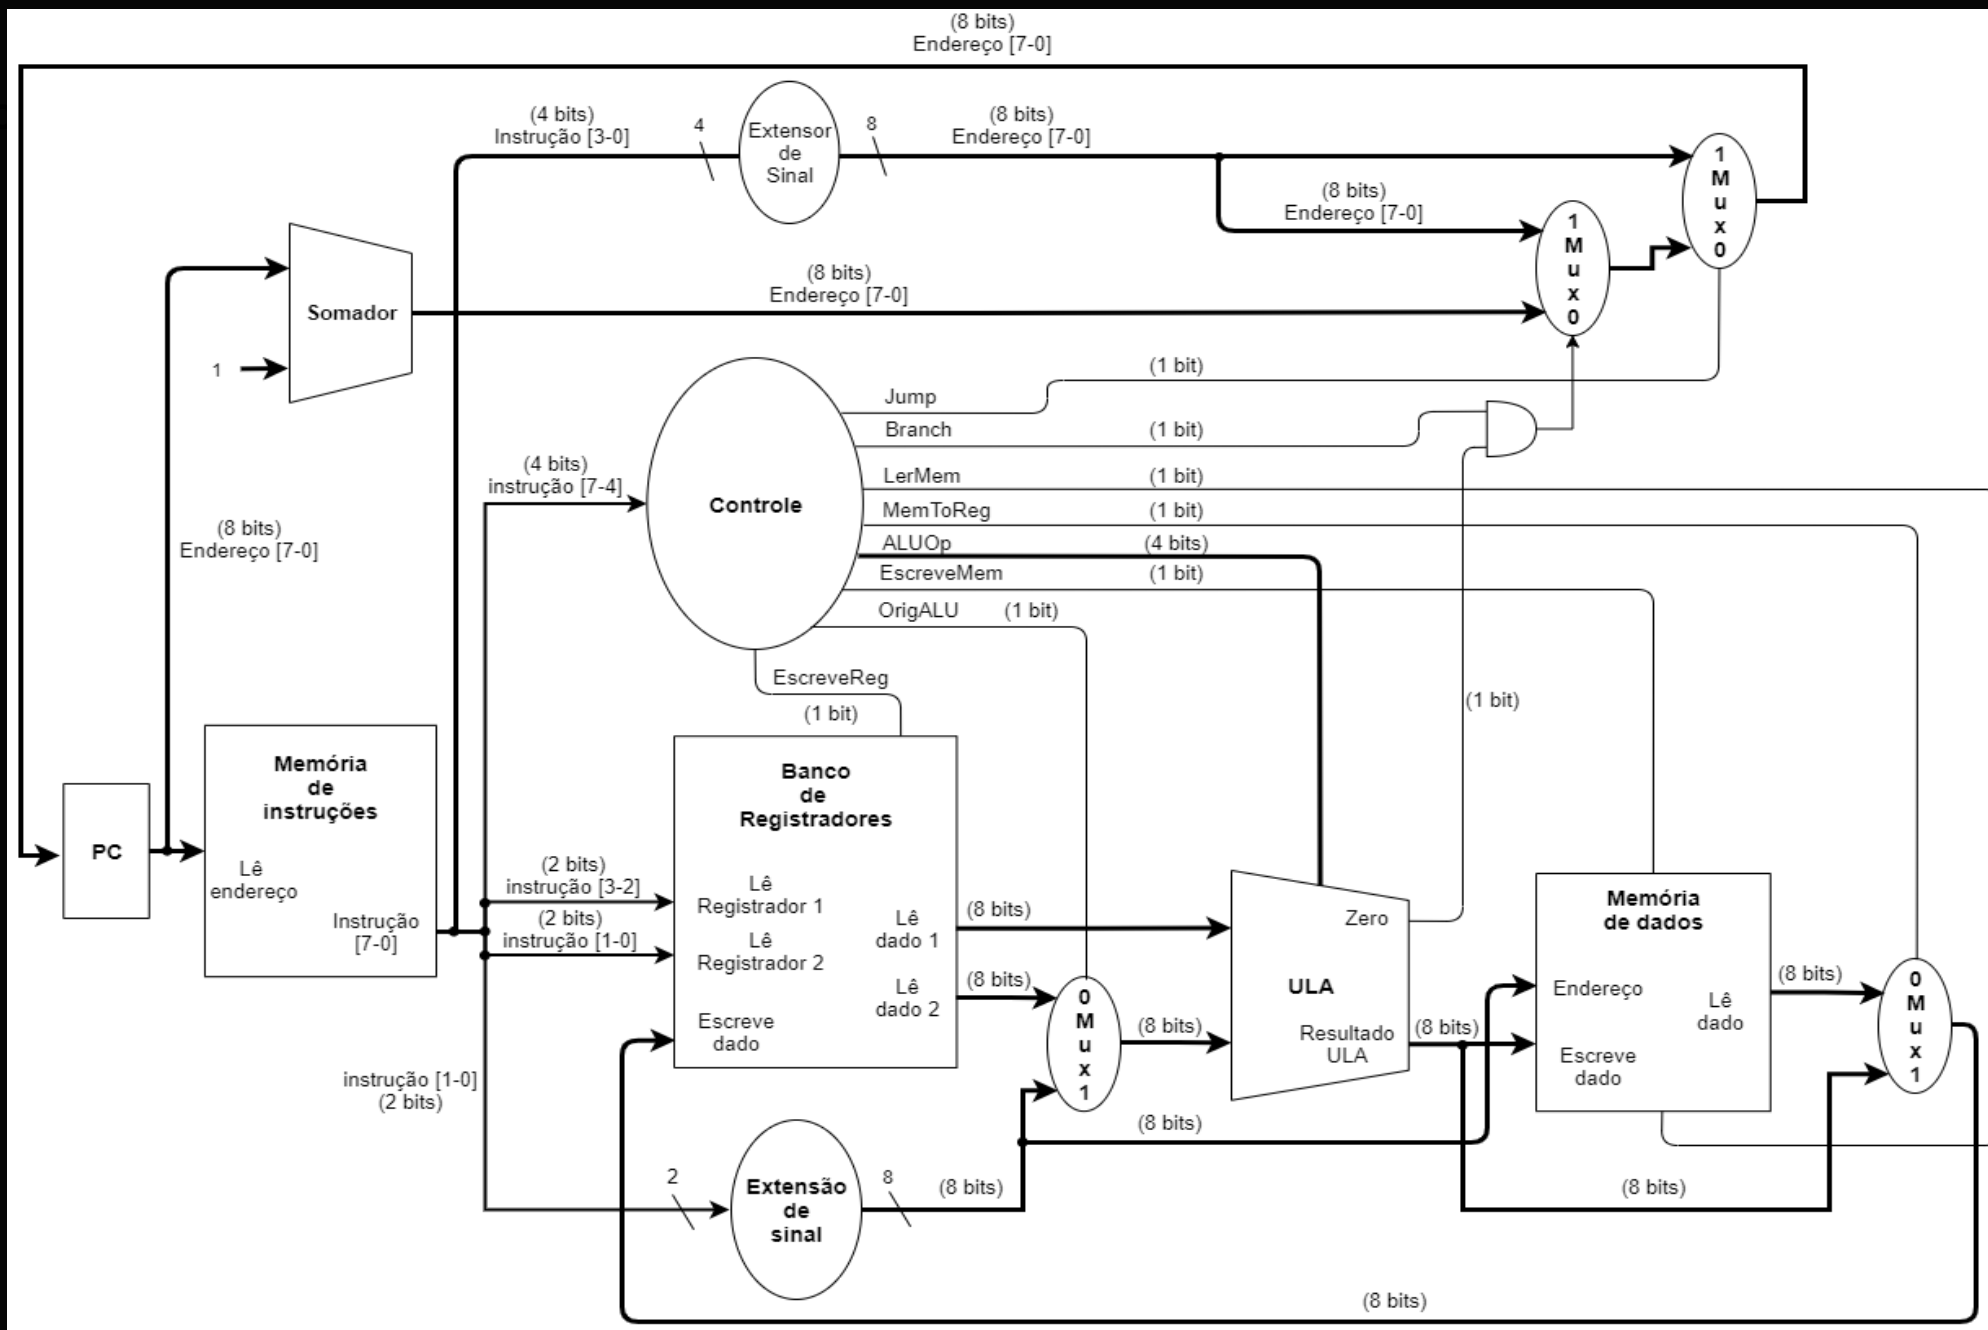 (8 bits)
Endereço [7-0]
(4 bits)
Instrução [3-0]
4
Extensor
de
Sinal
8
(8 bits)
Endereço [7-0]
1
M
u
x
0
(8 bits)
Endereço [7-0]
1
M
u
x
0
Somador
1
(8 bits)
Endereço [7-0]
(8 bits)
Endereço [7-0]
(4 bits)
instrução [7-4]
Controle
Jump
(1 bit)
Branch
(1 bit)
LerMem
(1 bit)
MemToReg
(1 bit)
ALUOp
(4 bits)
EscreveMem
(1 bit)
OrigALU
(1 bit)
EscreveReg
(1 bit)
(1 bit)
PC
Memória
de
instruções
Lê
endereço
Instrução
[7-0]
(2 bits)
instrução [3-2]
(2 bits)
instrução [1-0]
Banco
de
Registradores
Lê
Registrador 1
Lê
Registrador 2
Escreve
dado
Lê
dado 1
Lê
dado 2
(8 bits)
(8 bits)
0
M
u
x
1
(8 bits)
Zero
ULA
Resultado
ULA
(8 bits)
Memória
de dados
Endereço
Escreve
dado
Lê
dado
(8 bits)
0
M
u
x
1
instrução [1-0]
(2 bits)
2
Extensão
de
sinal
8
(8 bits)
(8 bits)
(8 bits)
(8 bits)